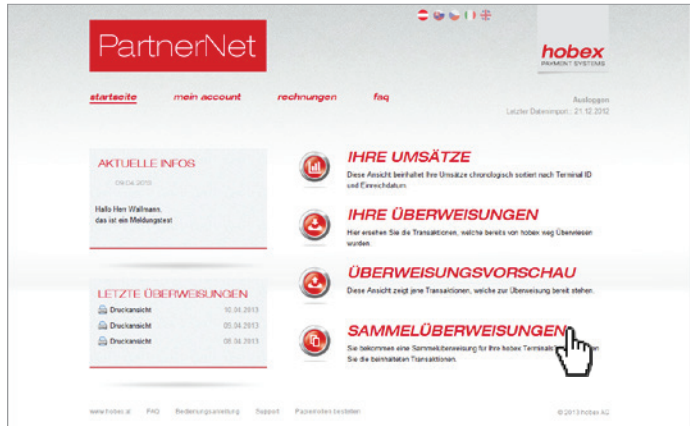 PartnerNet
hobex
PAYMENT SYSTEMS
startseite mein account rechnungen faq
Ausloggen
Letzter Datenimport: 21.12.2012
AKTUELLE INFOS
09.04.2013
Hallo Herr Wallmann,
das ist ein Meldungstest
LETZTE ÜBERWEISUNGEN
Druckansicht 10.04.2013
Druckansicht 05.04.2013
Druckansicht 05.04.2013
IHRE UMSÄTZE
Diese Ansicht beinhaltet Ihre Umsätze chronologisch sortiert nach Terminal ID
und Einreichdatum.
IHRE ÜBERWEISUNGEN
Hier ersehen Sie die Transaktionen, welche bereits von hobex weg Überwiesen
wurden.
ÜBERWEISUNGSVORSCHAU
Diese Ansicht zeigt jene Transaktionen, welche zur Überweisung bereit stehen.
SAMMELÜBERWEISUNGEN
Sie bekommen eine Sammelüberweisung für Ihre hobex Terminals
Sie die beinhalteten Transaktionen.
www.hobex.at FAQ Bedienungsanleitung Support Papierrollen bestellen
© 2013 hobex AG